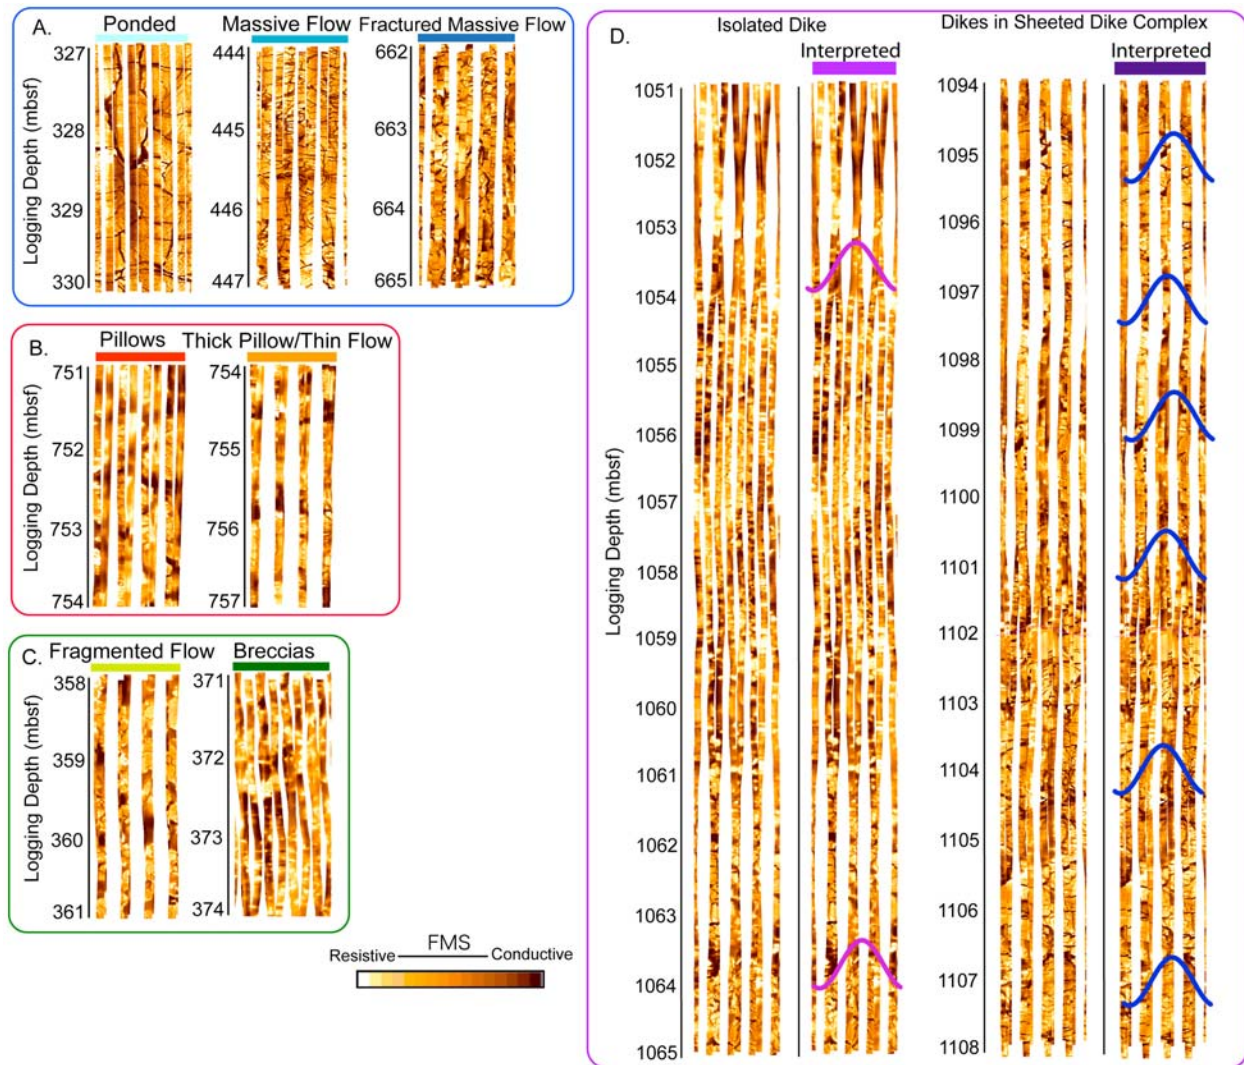 A.
Ponded
Massive Flow
Fractured Massive Flow
Logging Depth (mbsf)
327
328
329
330
444
445
446
447
662
663
664
665
B.
Pillows
Thick Pillow/Thin Flow
Logging Depth (mbsf)
751
752
753
754
754
755
756
757
C.
Fragmented Flow
Breccias
Logging Depth (mbsf)
358
359
360
361
371
372
373
374
FMS
Resistive
Conductive
D.
Isolated Dike
Interpreted
Logging Depth (mbsf)
1051
1052
1053
1054
1055
1056
1057
1058
1059
1060
1061
1062
1063
1064
1065
Dikes in Sheeted Dike Complex
Interpreted
1094
1095
1096
1097
1098
1099
1100
1101
1102
1103
1104
1105
1106
1107
1108